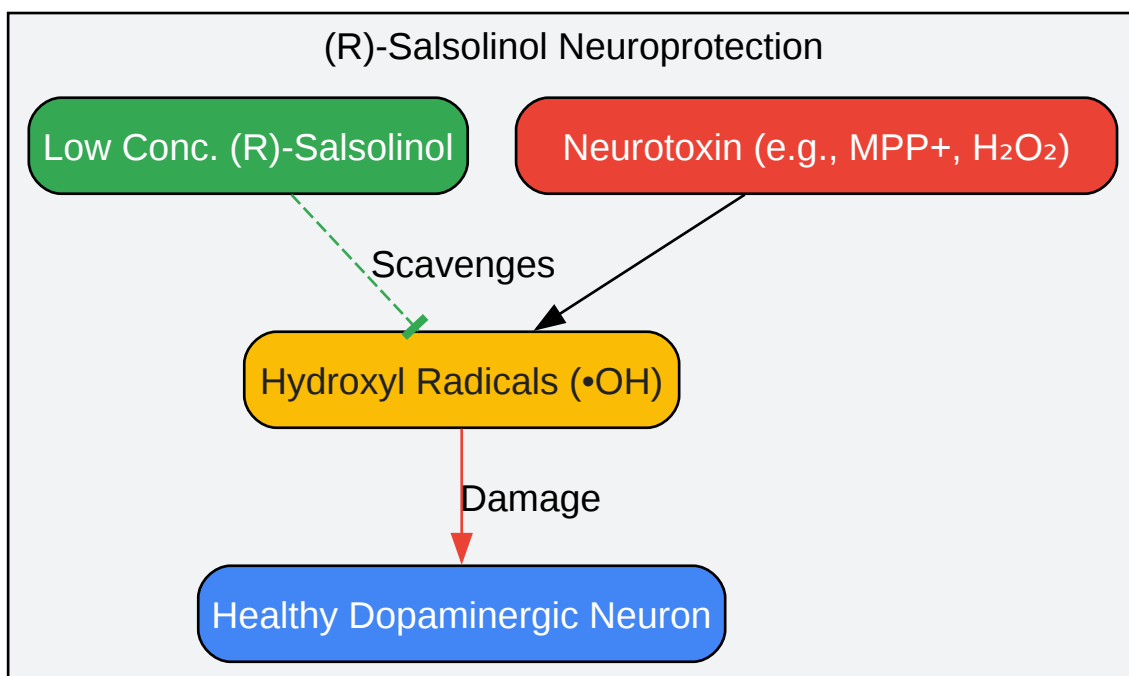 (R)-Salsolinol Neuroprotection
Low Conc. (R)-Salsolinol
Neurotoxin (e.g., MPP+, H₂O₂)
Scavenges
Hydroxyl Radicals (•OH)
Damage
Healthy Dopaminergic Neuron